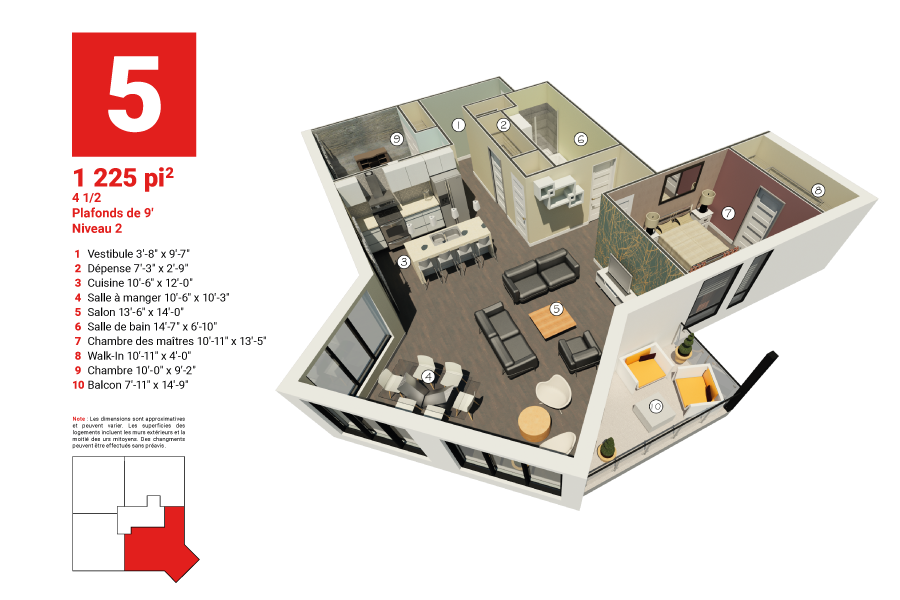 5
1 225 pi²
4 1/2
Plafonds de 9'
Niveau 2
1 Vestibule 3'-8" x 9'-7"
2 Dépense 7'-3" x 2'-9"
3 Cuisine 10'-6" x 12'-0"
4 Salle à manger 10'-6" x 10'-3"
5 Salon 13'-6" x 14'-0"
6 Salle de bain 14'-7" x 6'-10"
7 Chambre des maîtres 10'-11" x 13'-5"
8 Walk-In 10'-11" x 4'-0"
9 Chambre 10'-0" x 9'-2"
10 Balcon 7'-11" x 14'-9"
Note : Les dimensions sont approximatives
et peuvent varier. Les superficies des
logements incluent les murs extérieurs et la
moitié des urs mitoyens. Des changments
peuvent être effectués sans préavis.
9
1
2
6
8
7
3
5
4
10